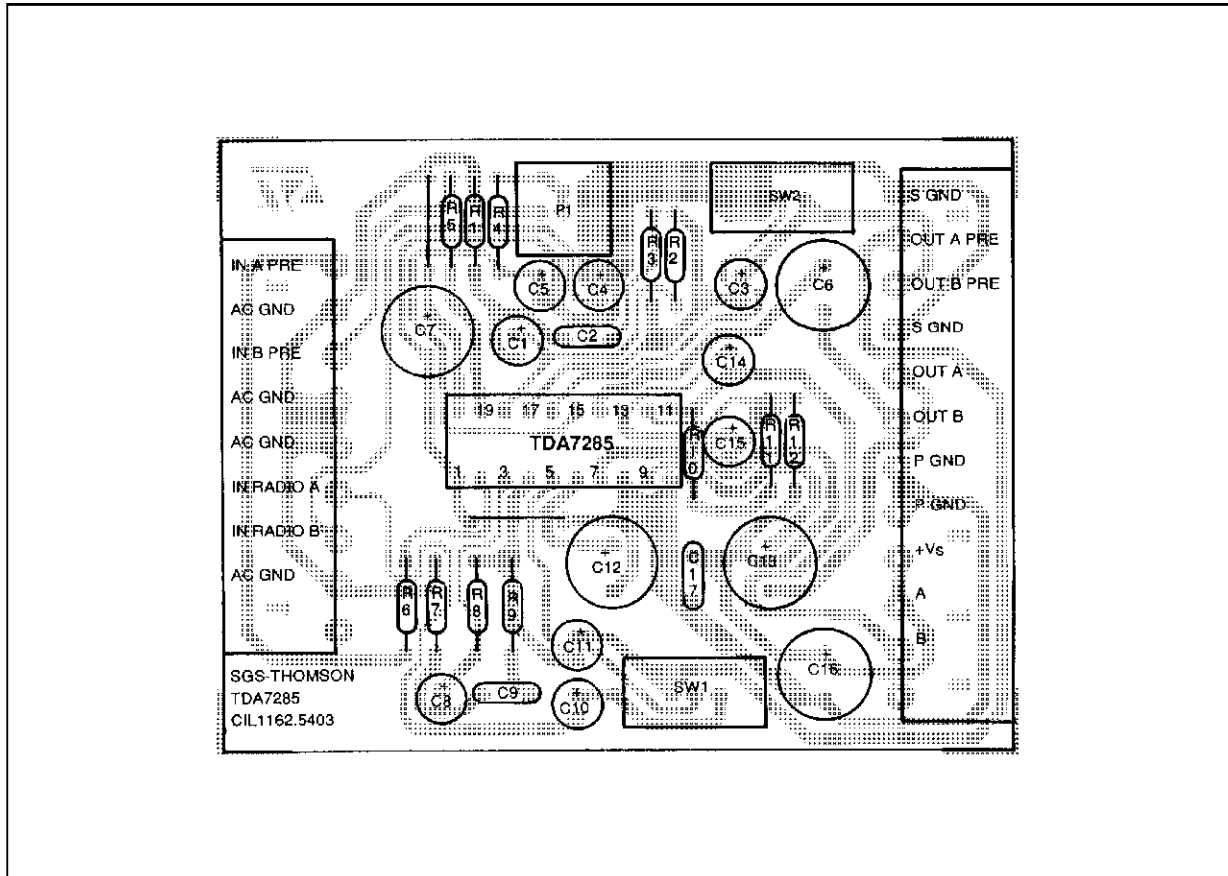 R5
R1
R4
P1
R3
R2
SW2
C5
C4
C3
C6
C7
C1
C2
C14
IN A PRE
AC GND
IN B PRE
AC GND
AC GND
IN RADIO A
IN RADIO B
AC GND
S GND
OUT A PRE
OUT B PRE
S GND
OUT A
OUT B
P GND
P GND
+Vs
A
B
19 17 15 13 11
TDA7285
1 3 5 7 9
R10
C15
R11
R12
C12
C17
C13
R6
R7
R8
R9
C11
C16
SW1
C8
C9
C10
SGS-THOMSON
TDA7285
CIL1162.5403